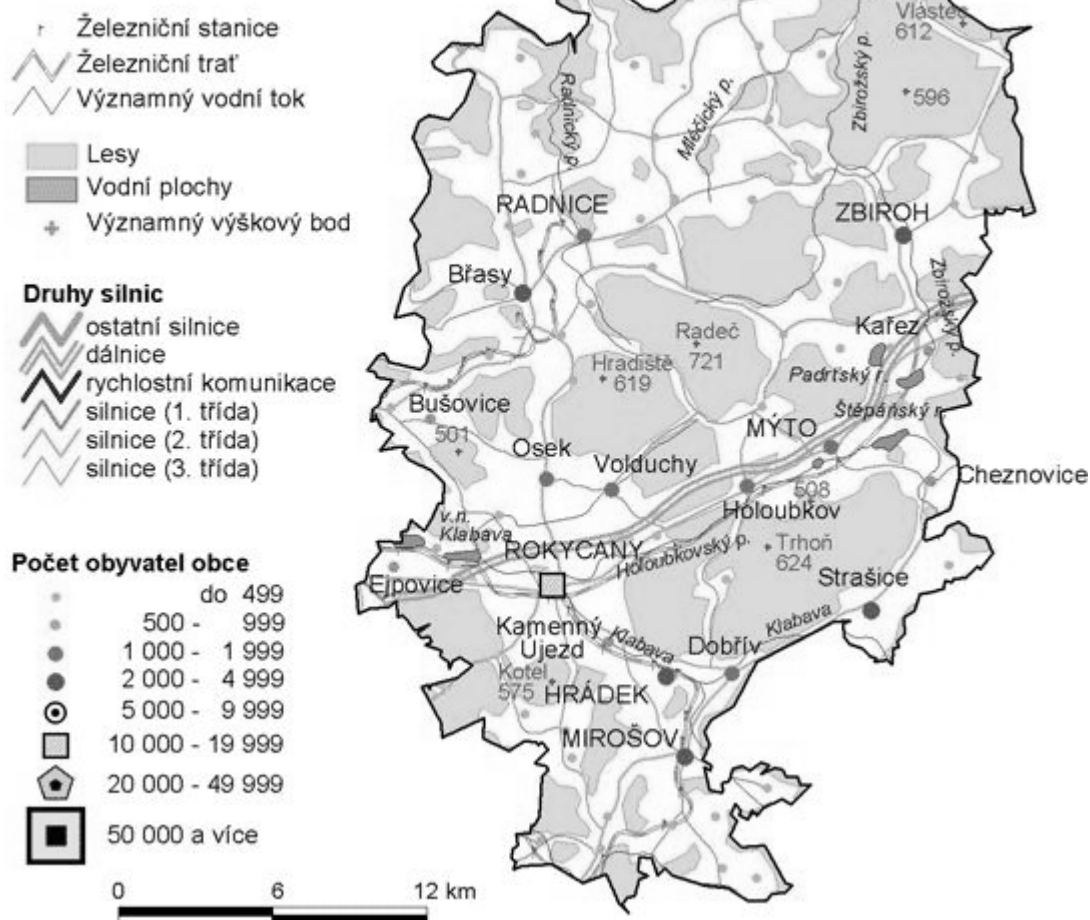 Železniční stanice
Železniční trať
Významný vodní tok
Lesy
Vodní plochy
Významný výškový bod
Druhy silnic
ostatní silnice
dálnice
rychlostní komunikace
silnice (1. třída)
silnice (2. třída)
silnice (3. třída)
Počet obyvatel obce
do 499
500 - 999
1 000 - 1 999
2 000 - 4 999
5 000 - 9 999
10 000 - 19 999
20 000 - 49 999
50 000 a více
0 6 12 km
Vlastec
612
596
Zbirožský p.
Mlečický p.
Radnický p.
RADNICE
ZBIROH
Břasy
Zbirožský p.
Kařez
Radeč
721
Hradiště
619
Padrťský r.
Štěpánský r.
Bušovice
501
MÝTO
Osek
Volduchy
Cheznovice
508
Holoubkov
v.n.
Klabava
ROKYCANY
Holoubkovský p.
Trhoň
624
Ejpovice
Strašice
Kamenný
Újezd
Klabava
Dobřív
Klabava
Kotel
575
HRÁDEK
MIROŠOV